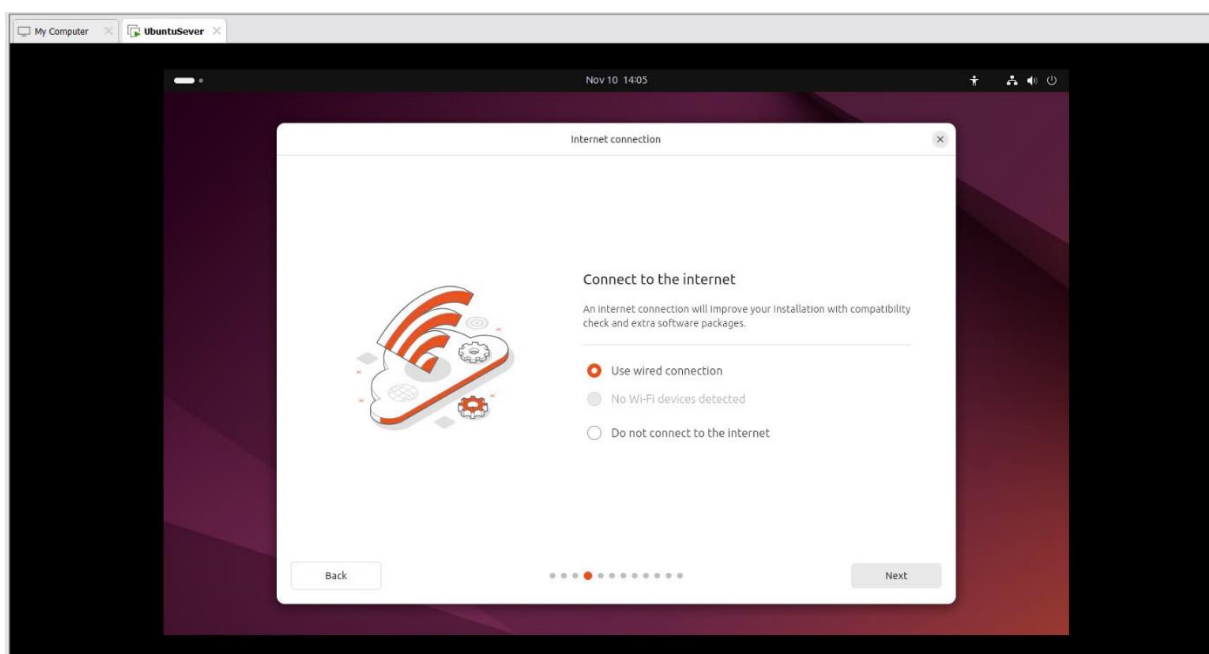 My Computer
UbuntuSever
Nov 10 14:05
Internet connection
Connect to the internet
An internet connection will improve your installation with compatibility
check and extra software packages.
Use wired connection
No Wi-Fi devices detected
Do not connect to the internet
Back
Next